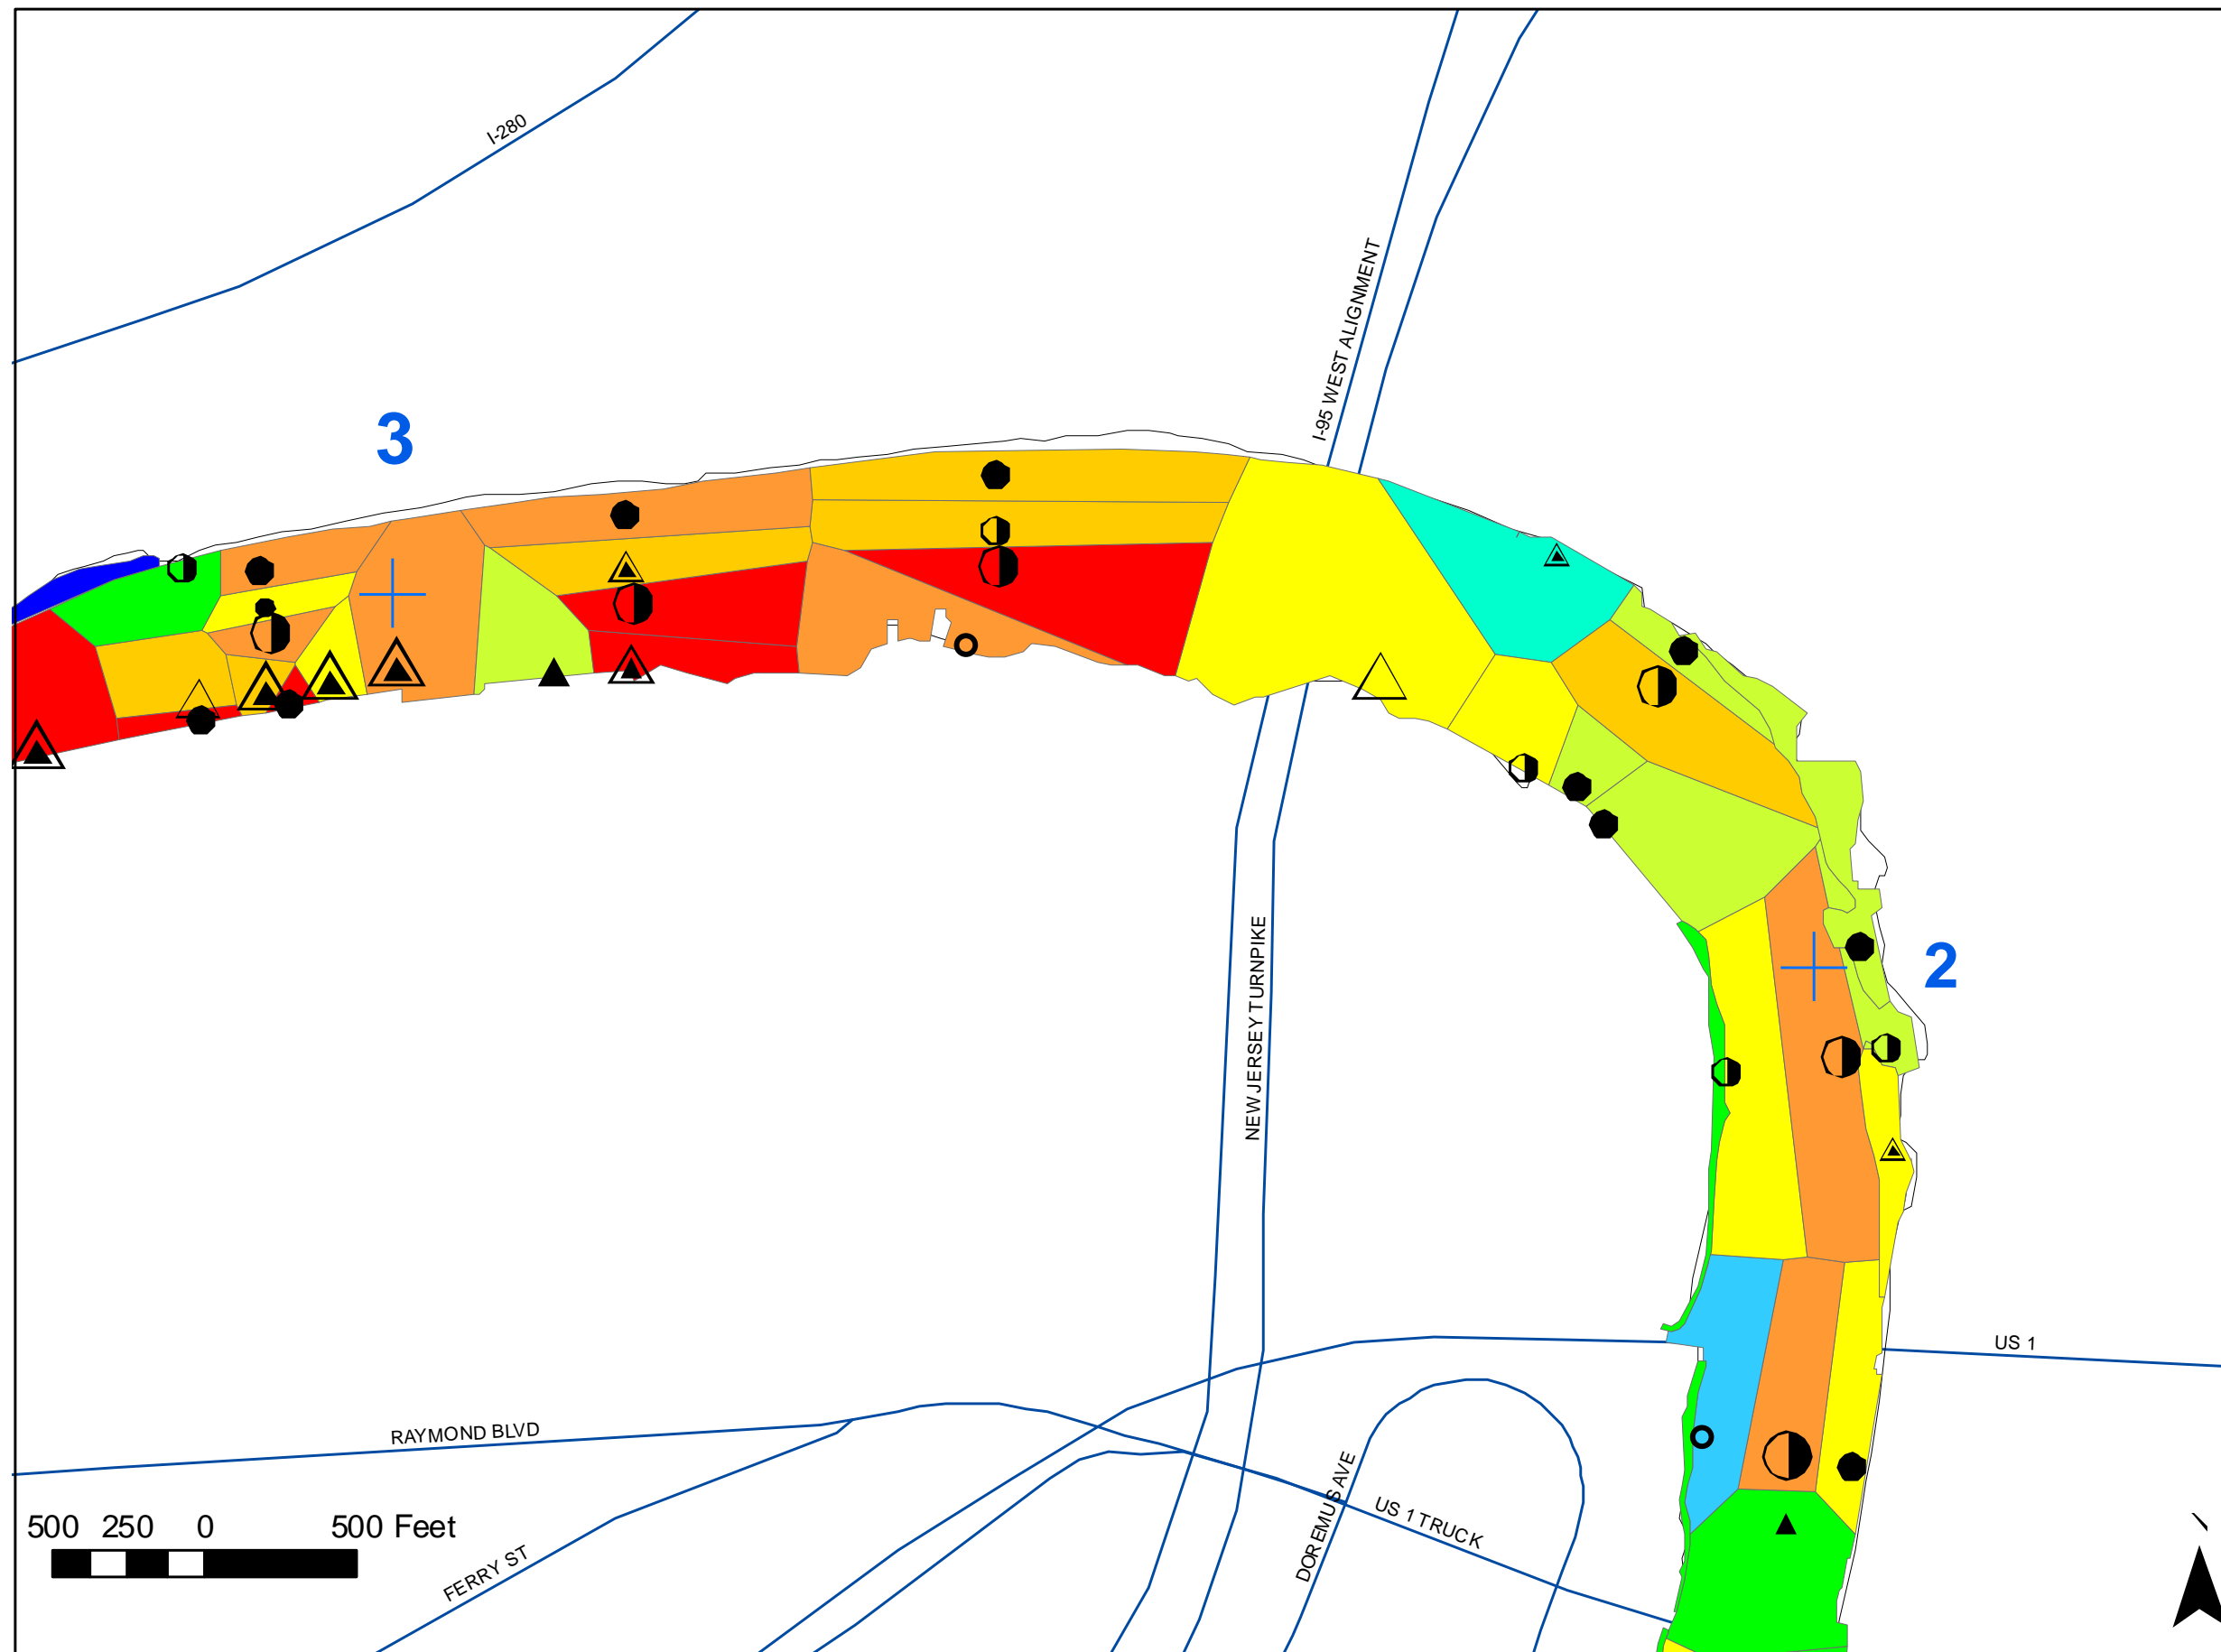 I-280
I-95 WEST ALIGNMENT
3
2
NEW JERSEY TURNPIKE
US 1
RAYMOND BLVD
DOREMUS AVE
US 1 TRUCK
500 250 0 500 Feet
FERRY ST